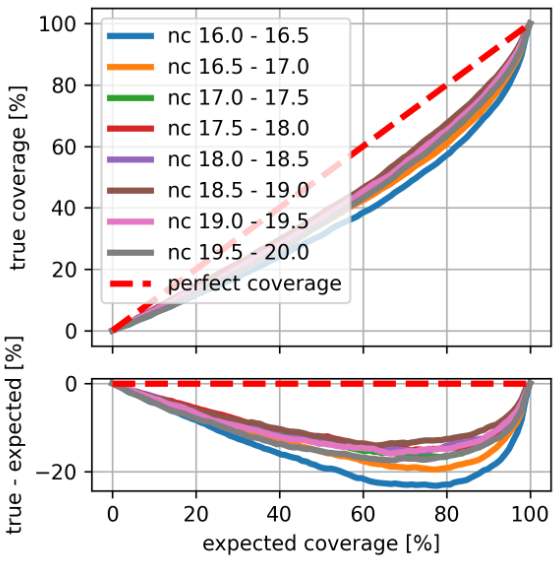 true coverage [%]
100
80
60
40
20
0
nc 16.0 - 16.5
nc 16.5 - 17.0
nc 17.0 - 17.5
nc 17.5 - 18.0
nc 18.0 - 18.5
nc 18.5 - 19.0
nc 19.0 - 19.5
nc 19.5 - 20.0
perfect coverage
true - expected [%]
0
−20
0 20 40 60 80 100
expected coverage [%]